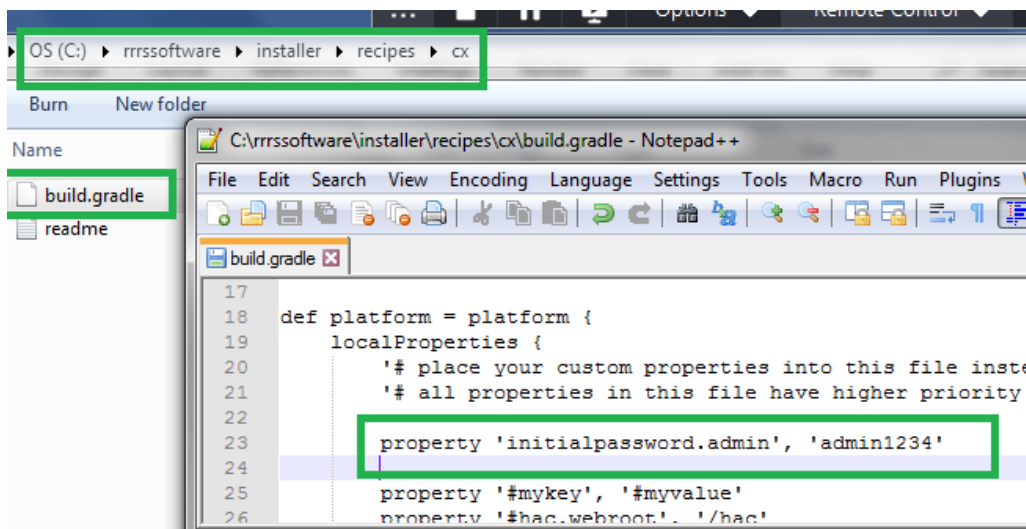 ... Options Remote Control
OS (C:) rrrssoftware installer recipes cx
Burn New folder
Name
build.gradle
readme
C:\rrrssoftware\installer\recipes\cx\build.gradle - Notepad++
File Edit Search View Encoding Language Settings Tools Macro Run Plugins
build.gradle
17
18 def platform = platform {
19 localProperties {
20 '# place your custom properties into this file inste
21 '# all properties in this file have higher priority
22
23 property 'initialpassword.admin', 'admin1234'
24
25 property '#mykey', '#myvalue'
26 property '#hac.webroot', '/hac'